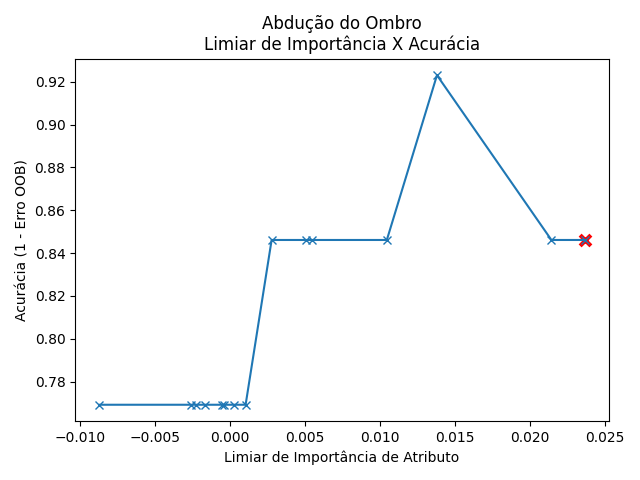 Abdução do Ombro
Limiar de Importância X Acurácia
Acurácia (1 - Erro OOB)
0.92
0.90
0.88
0.86
0.84
0.82
0.80
0.78
−0.010 −0.005 0.000 0.005 0.010 0.015 0.020 0.025
Limiar de Importância de Atributo